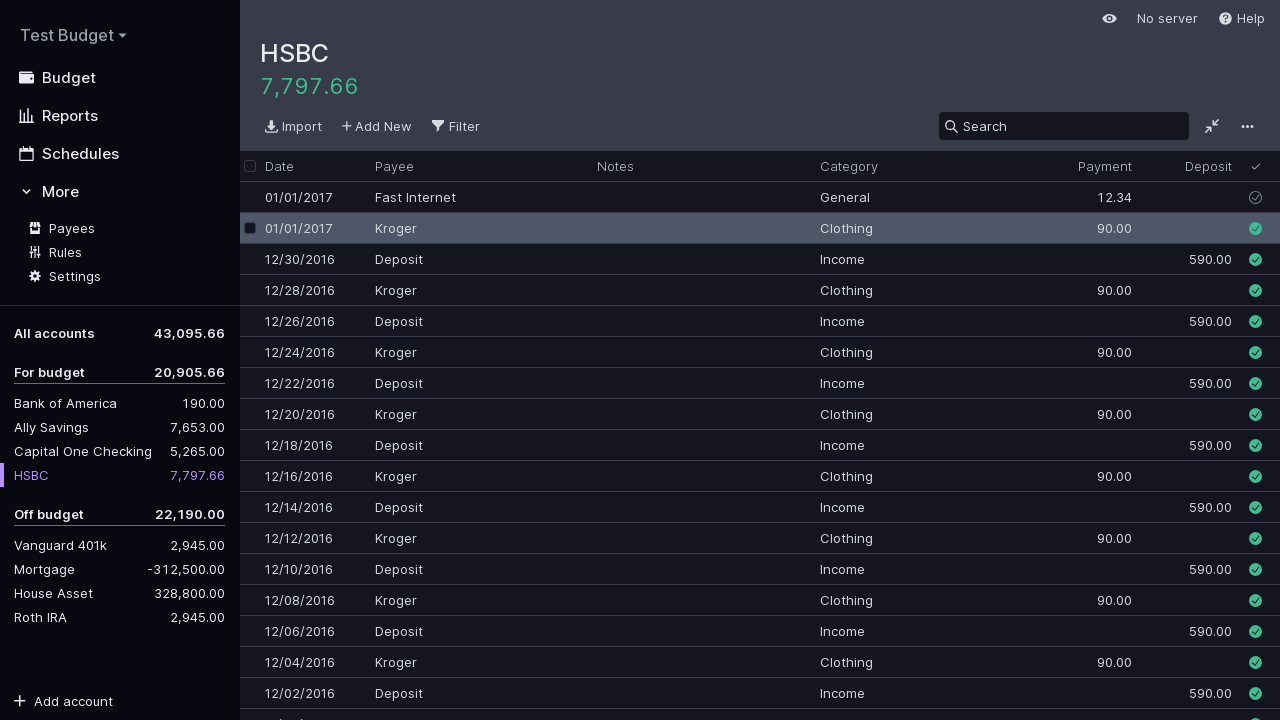 Test Budget
Budget
Reports
Schedules
More
Payees
Rules
Settings
All accounts 43,095.66
For budget 20,905.66
Bank of America 190.00
Ally Savings 7,653.00
Capital One Checking 5,265.00
HSBC 7,797.66
Off budget 22,190.00
Vanguard 401k 2,945.00
Mortgage -312,500.00
House Asset 328,800.00
Roth IRA 2,945.00
Add account
No server Help
HSBC
7,797.66
Import Add New Filter Search
Date Payee Notes Category Payment Deposit
01/01/2017 Fast Internet General 12.34
01/01/2017 Kroger Clothing 90.00
12/30/2016 Deposit Income 590.00
12/28/2016 Kroger Clothing 90.00
12/26/2016 Deposit Income 590.00
12/24/2016 Kroger Clothing 90.00
12/22/2016 Deposit Income 590.00
12/20/2016 Kroger Clothing 90.00
12/18/2016 Deposit Income 590.00
12/16/2016 Kroger Clothing 90.00
12/14/2016 Deposit Income 590.00
12/12/2016 Kroger Clothing 90.00
12/10/2016 Deposit Income 590.00
12/08/2016 Kroger Clothing 90.00
12/06/2016 Deposit Income 590.00
12/04/2016 Kroger Clothing 90.00
12/02/2016 Deposit Income 590.00